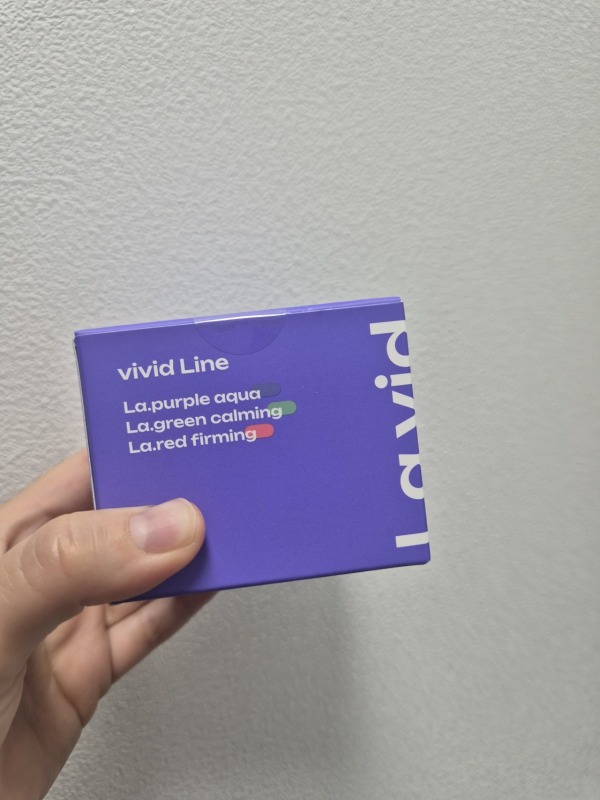 vivid Line
La.purple aqua
La.green calming
La.red firming
La vid